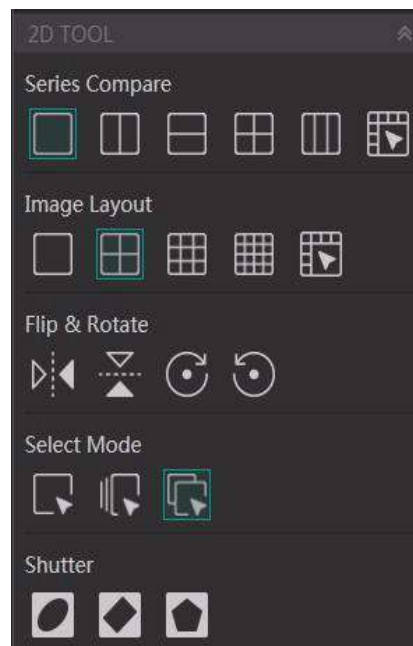 2D TOOL
Series Compare
Image Layout
Flip & Rotate
Select Mode
Shutter